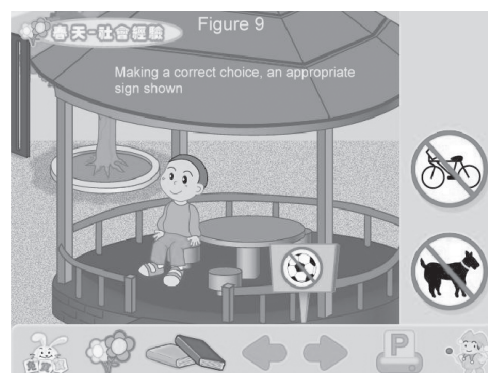 春天-社會經驗
Figure 9
Making a correct choice, an appropriate
sign shown
P